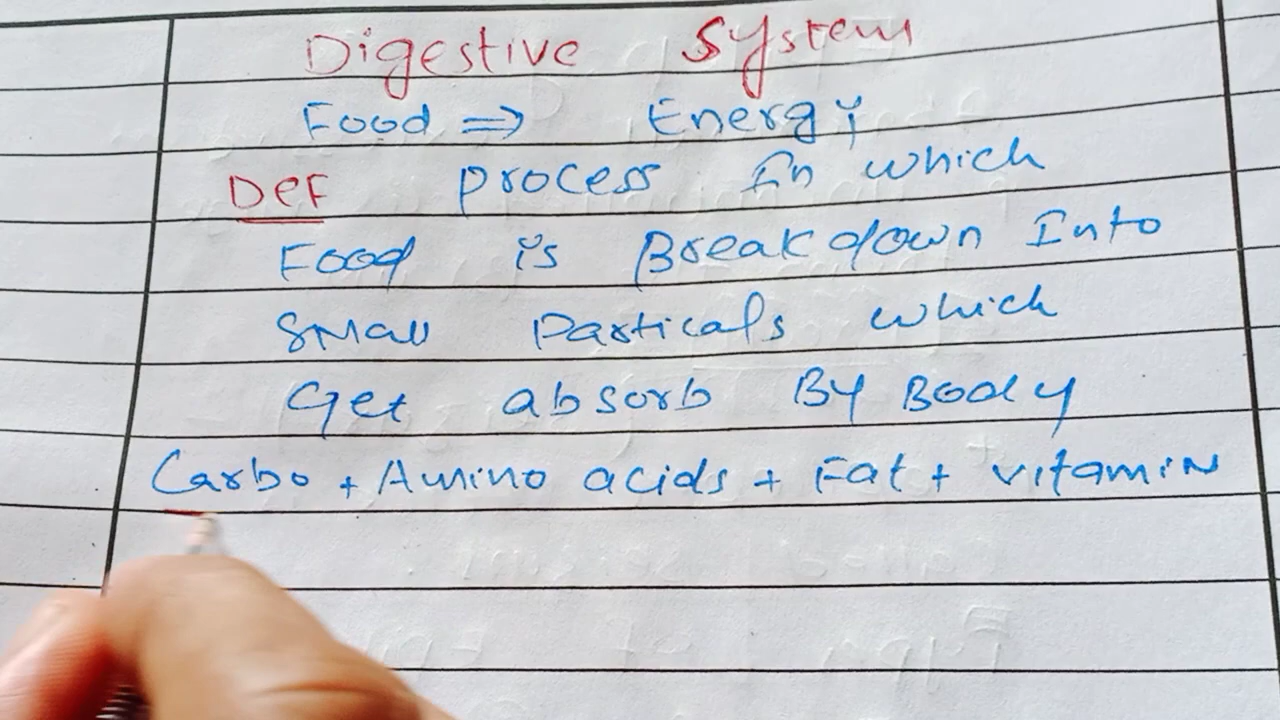 Digestive System
Food ⇒ Energy
DeF process In which
Food is Breakdown Into
Small Particals which
Get absorb By Body
Carbo + Amino acids + Fat + vitamin